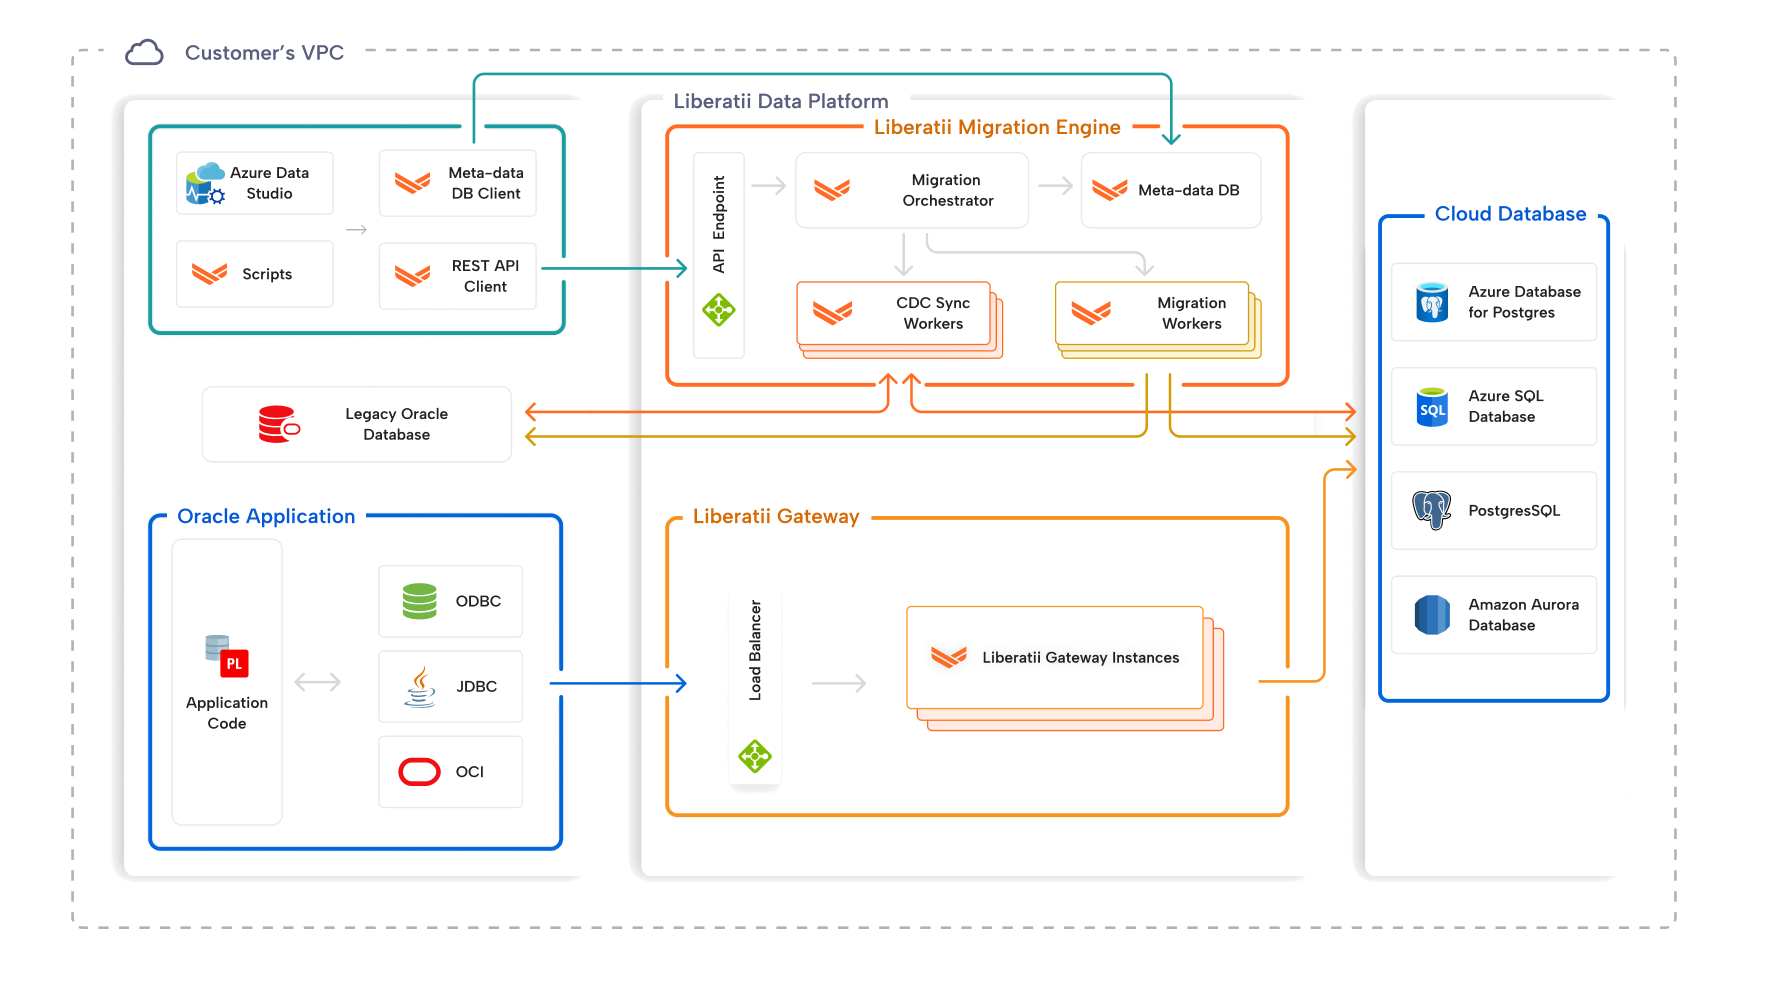 Customer's VPC
Azure Data
Studio
Meta-data
DB Client
Scripts
REST API
Client
Legacy Oracle
Database
Oracle Application
PL
Application
Code
ODBC
JDBC
OCI
Liberatii Data Platform
Liberatii Migration Engine
API Endpoint
Migration
Orchestrator
Meta-data DB
CDC Sync
Workers
Migration
Workers
Liberatii Gateway
Load Balancer
Liberatii Gateway Instances
Cloud Database
Azure Database
for Postgres
SQL
Azure SQL
Database
PostgresSQL
Amazon Aurora
Database